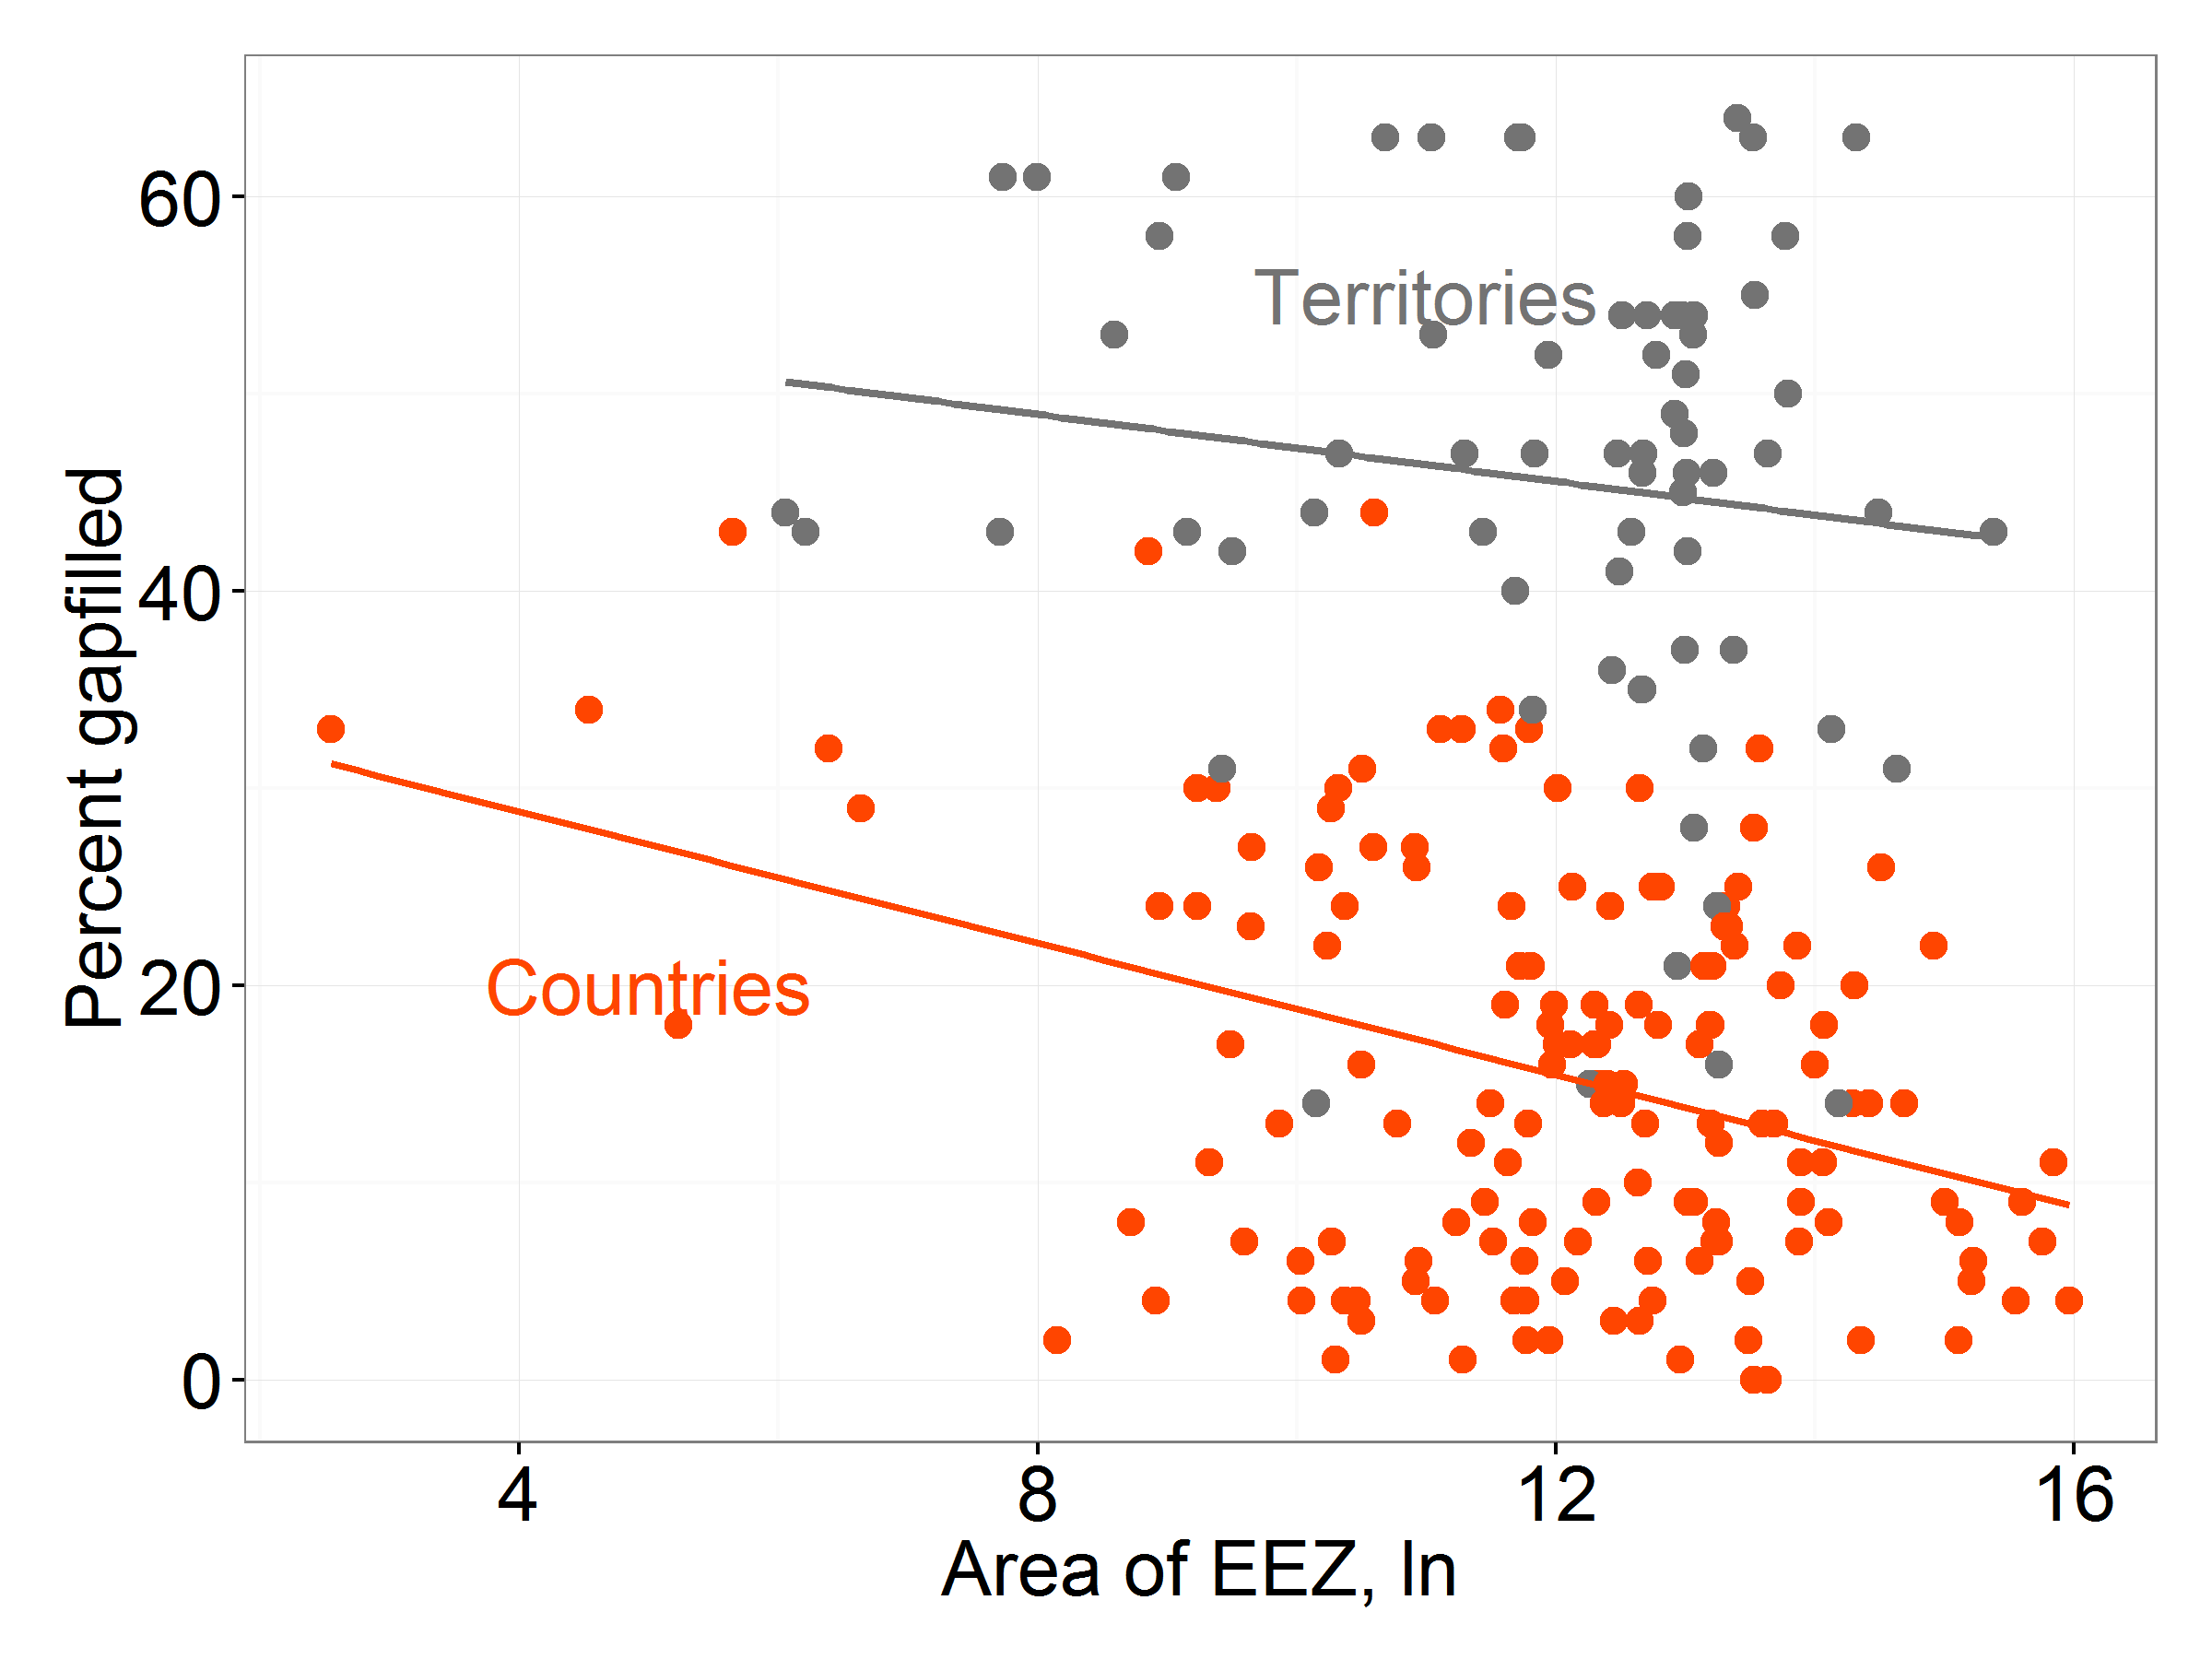 Percent gapfilled
60
40
20
0
Territories
Countries
4 8 12 16
Area of EEZ, ln